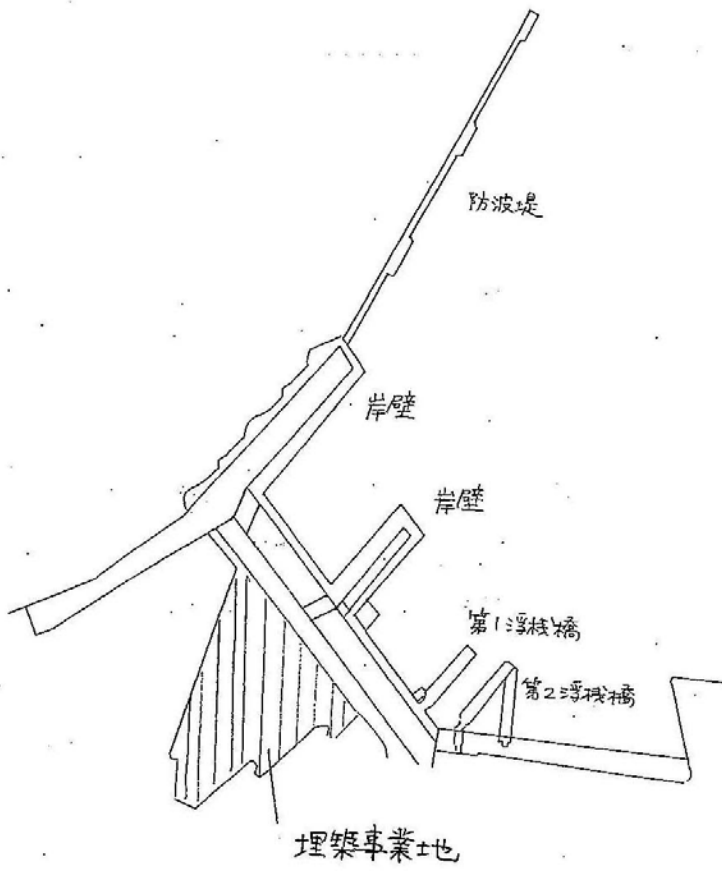 防波堤
岸壁
岸壁
第1浮桟橋
第2浮桟橋
埋築事業地